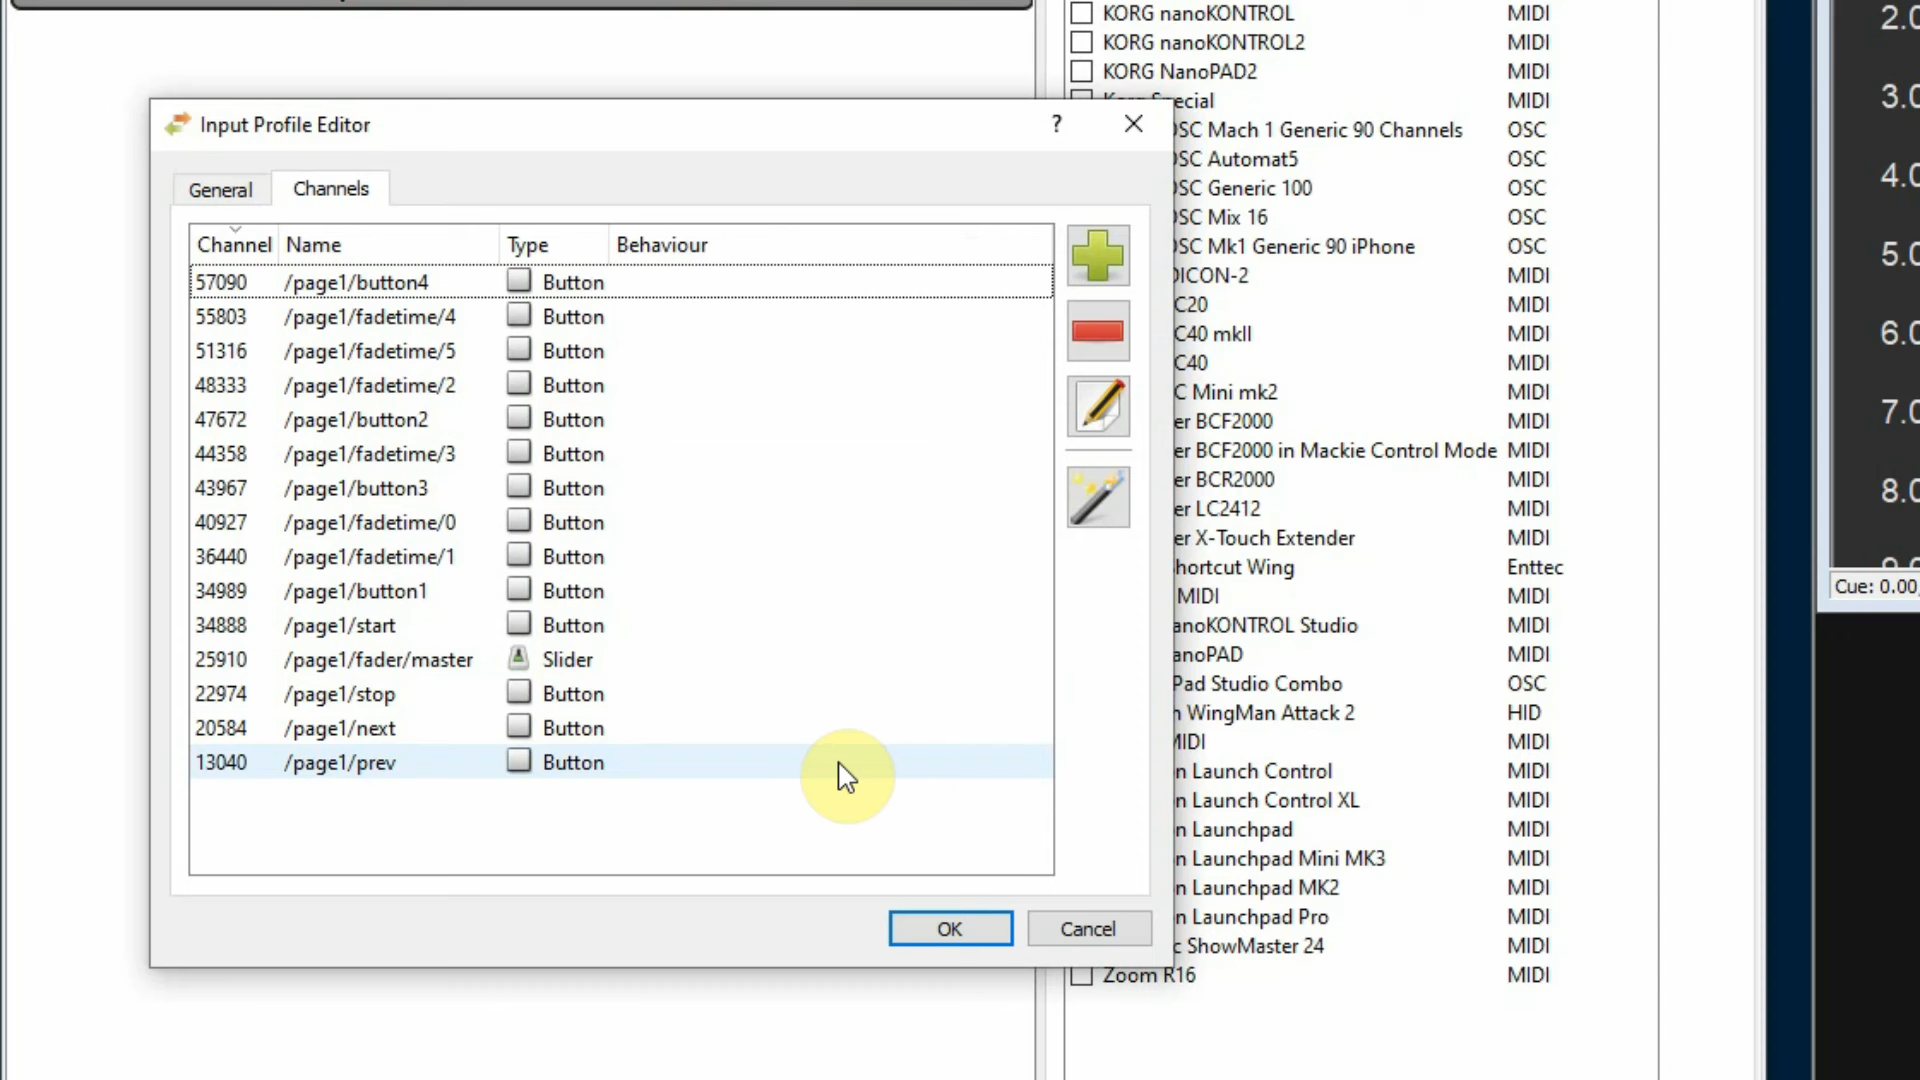 KORG nanoKONTROL MIDI
KORG nanoKONTROL2 MIDI
KORG NanoPAD2 MIDI
ecial MIDI
SC Mach 1 Generic 90 Channels OSC
SC Automat5 OSC
SC Generic 100 OSC
SC Mix 16 OSC
SC Mk1 Generic 90 iPhone OSC
ICON-2 MIDI
C20 MIDI
C40 mkII MIDI
C40 MIDI
C Mini mk2 MIDI
er BCF2000 MIDI
er BCF2000 in Mackie Control Mode MIDI
er BCR2000 MIDI
er LC2412 MIDI
er X-Touch Extender MIDI
hortcut Wing Enttec
MIDI MIDI
anoKONTROL Studio MIDI
anoPAD MIDI
Pad Studio Combo OSC
n WingMan Attack 2 HID
MIDI MIDI
n Launch Control MIDI
n Launch Control XL MIDI
n Launchpad MIDI
n Launchpad Mini MK3 MIDI
n Launchpad MK2 MIDI
n Launchpad Pro MIDI
c ShowMaster 24 MIDI
Zoom R16 MIDI
Input Profile Editor ?
General Channels
Channel Name Type Behaviour
57090 /page1/button4 Button
55803 /page1/fadetime/4 Button
51316 /page1/fadetime/5 Button
48333 /page1/fadetime/2 Button
47672 /page1/button2 Button
44358 /page1/fadetime/3 Button
43967 /page1/button3 Button
40927 /page1/fadetime/0 Button
36440 /page1/fadetime/1 Button
34989 /page1/button1 Button
34888 /page1/start Button
25910 /page1/fader/master Slider
22974 /page1/stop Button
20584 /page1/next Button
13040 /page1/prev Button
OK Cancel
2.0
3.0
4.0
5.0
6.0
7.0
8.0
Cue: 0.00